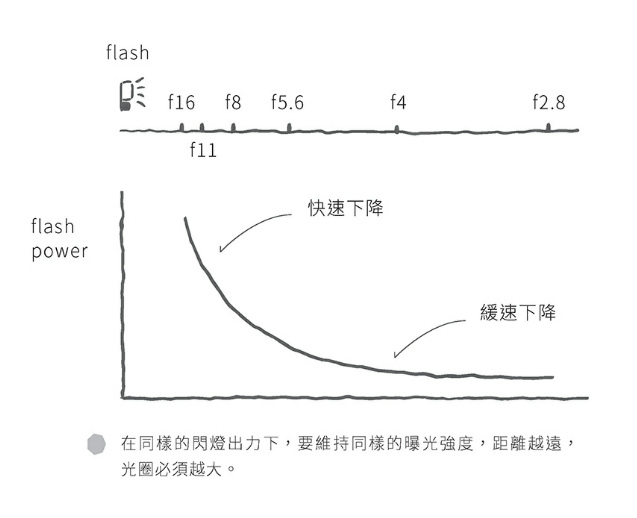 flash
f16 f8 f5.6 f4 f2.8
f11
快速下降
flash
power
緩速下降
在同樣的閃燈出力下，要維持同樣的曝光強度，距離越遠，
光圈必須越大。